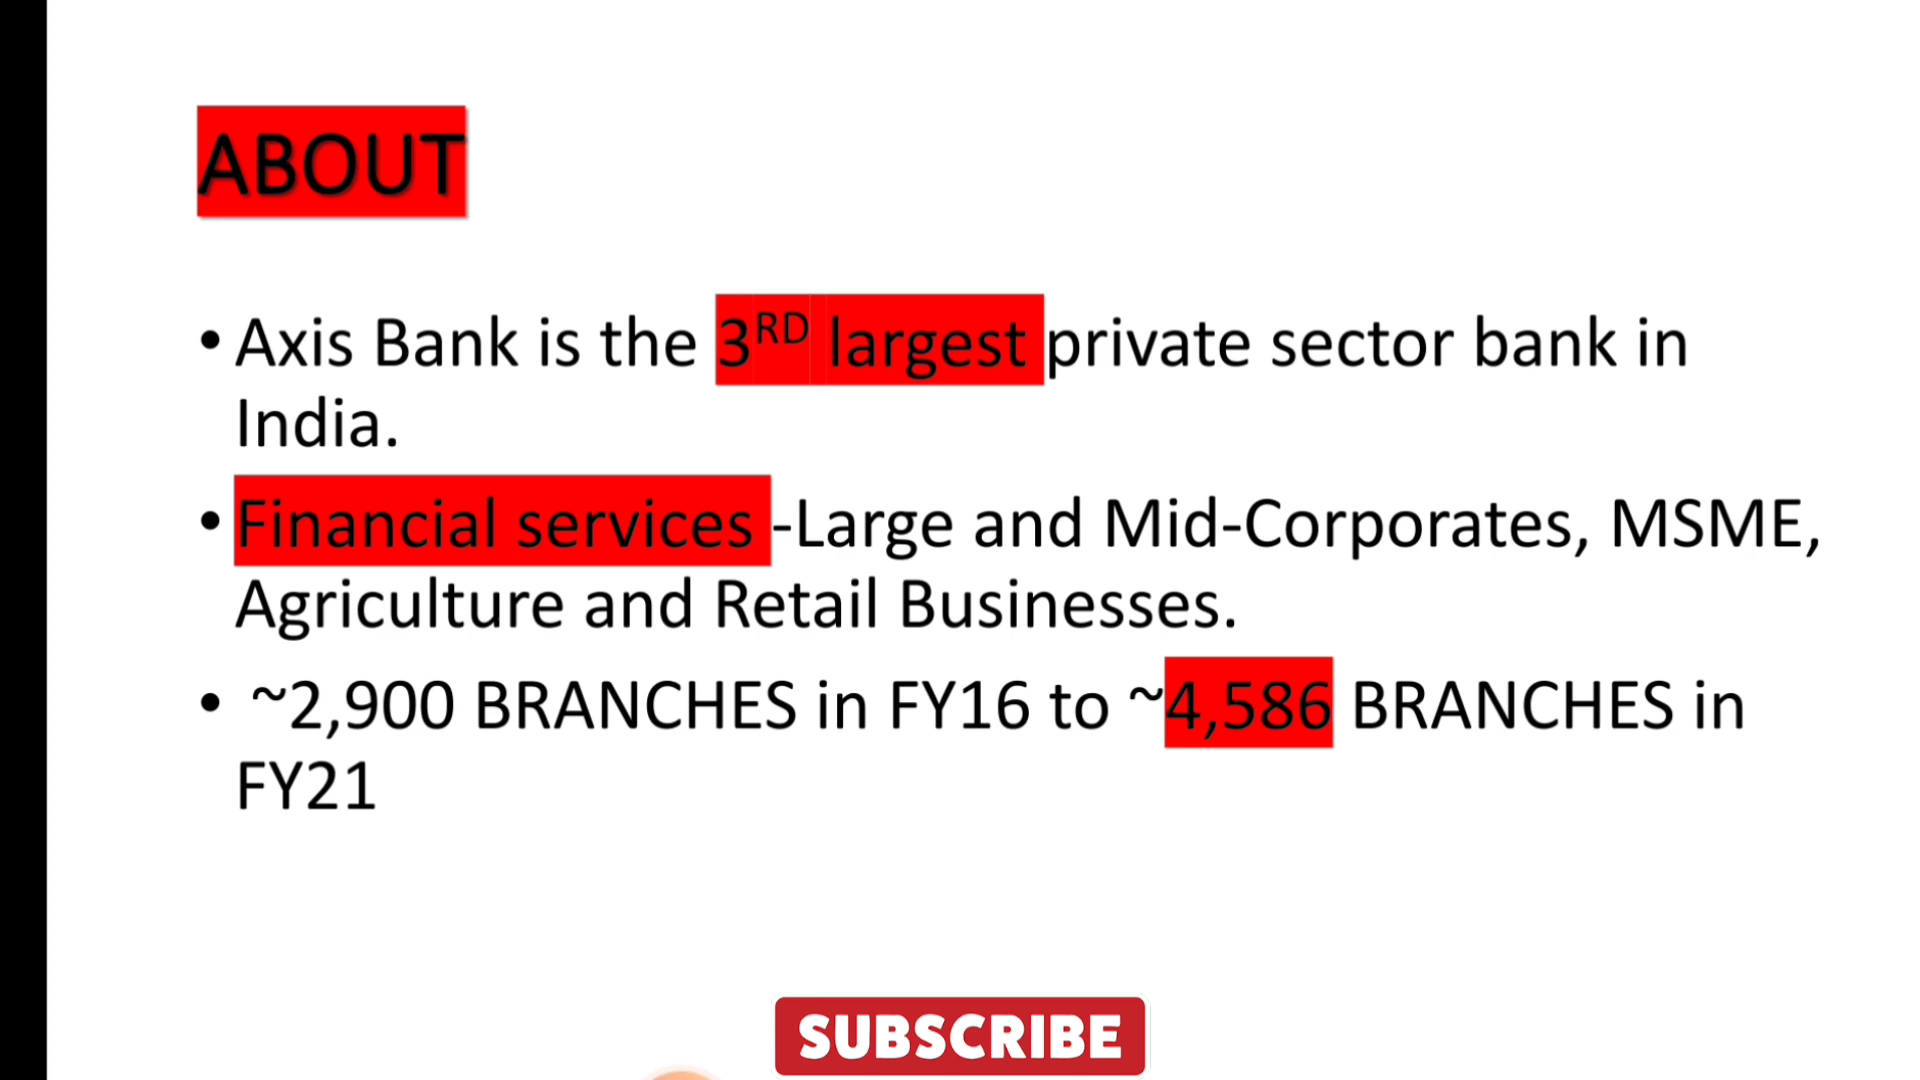 ABOUT
• Axis Bank is the 3RD largest private sector bank in
India.
• Financial services -Large and Mid-Corporates, MSME,
Agriculture and Retail Businesses.
• ~2,900 BRANCHES in FY16 to ~4,586 BRANCHES in
FY21
SUBSCRIBE